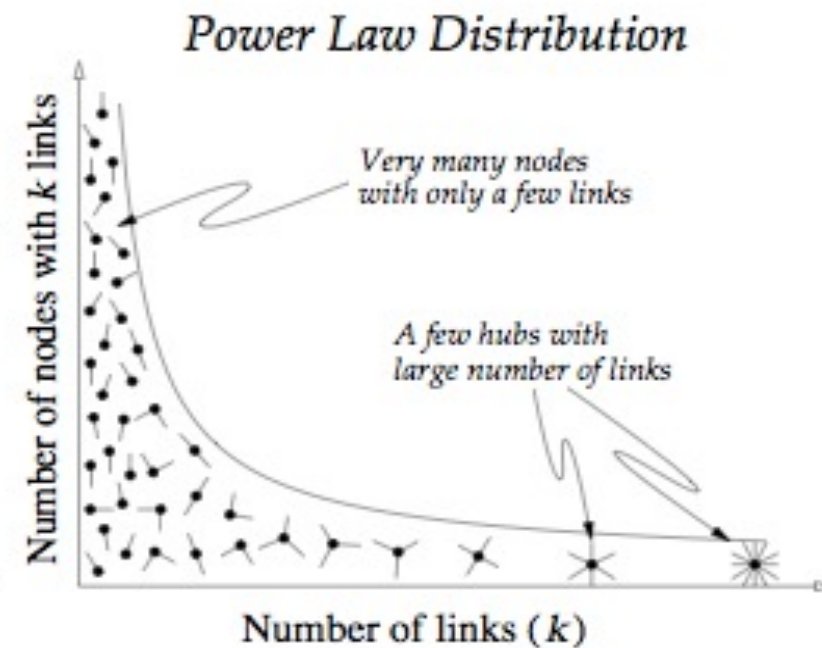 Power Law Distribution
Number of nodes with k links
Very many nodes
with only a few links
A few hubs with
large number of links
Number of links (k)